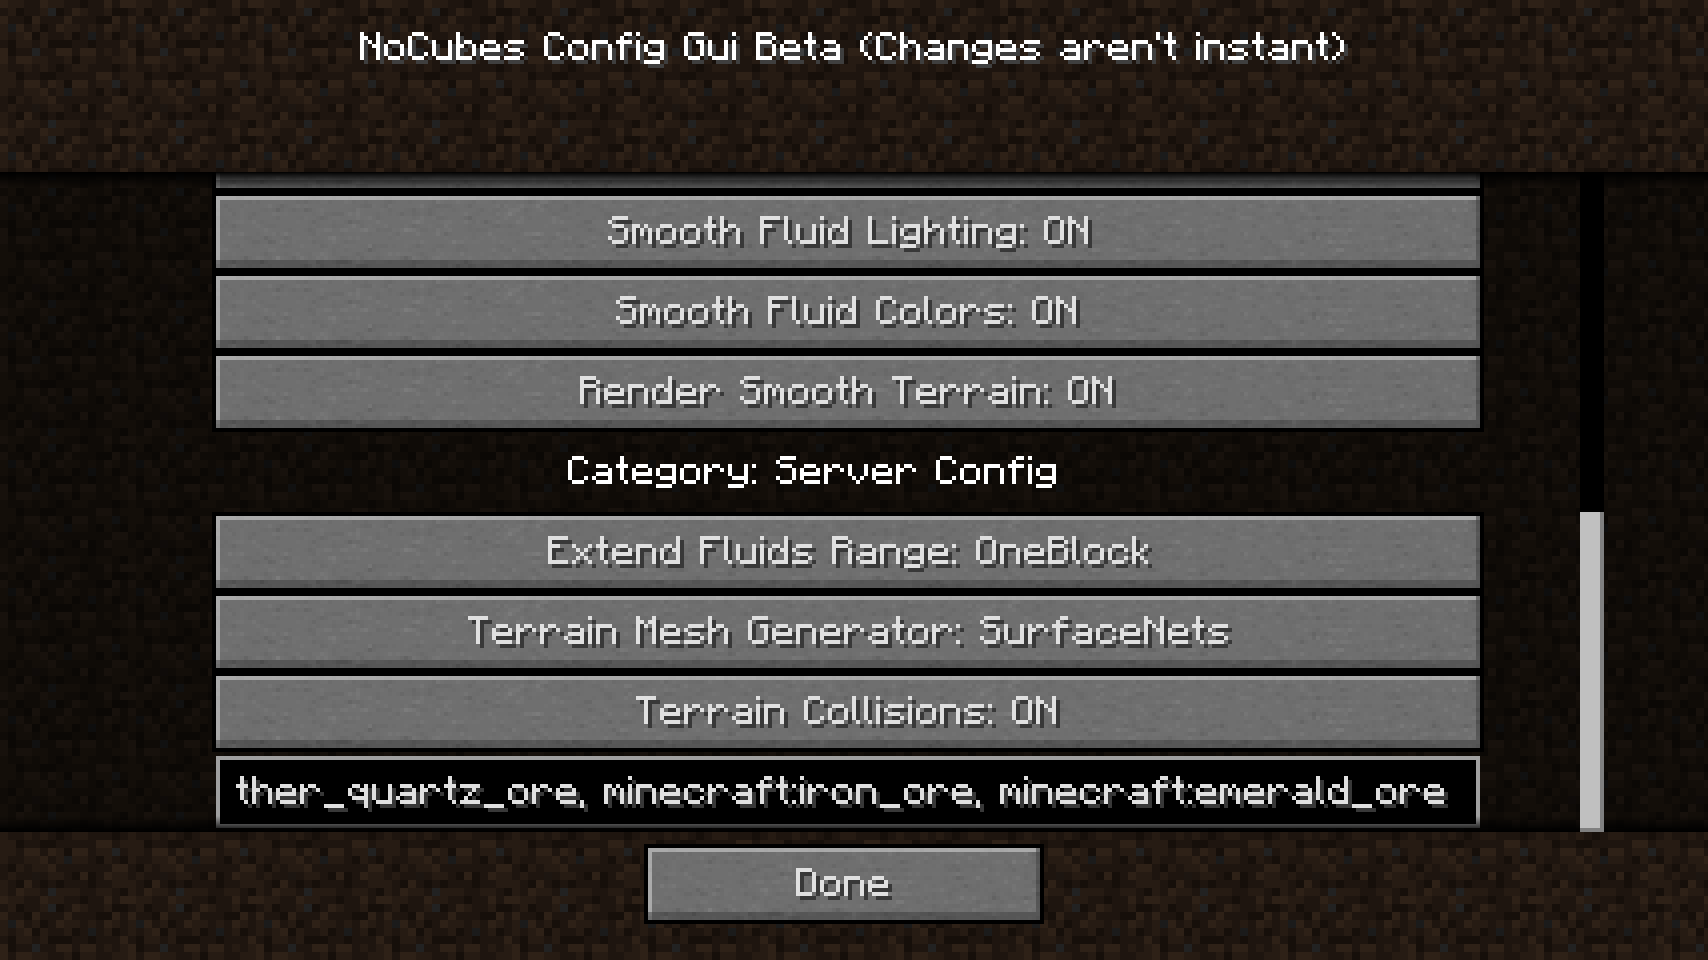 NoCubes Config Gui Beta (Changes aren't instant)
Smooth Fluid Lighting: ON
Smooth Fluid Colors: ON
Render Smooth Terrain: ON
Category: Server Config
Extend Fluids Range: OneBlock
Terrain Mesh Generator: SurfaceNets
Terrain Collisions: ON
ther_quartz_ore, minecraft:iron_ore, minecraft:emerald_ore
Done